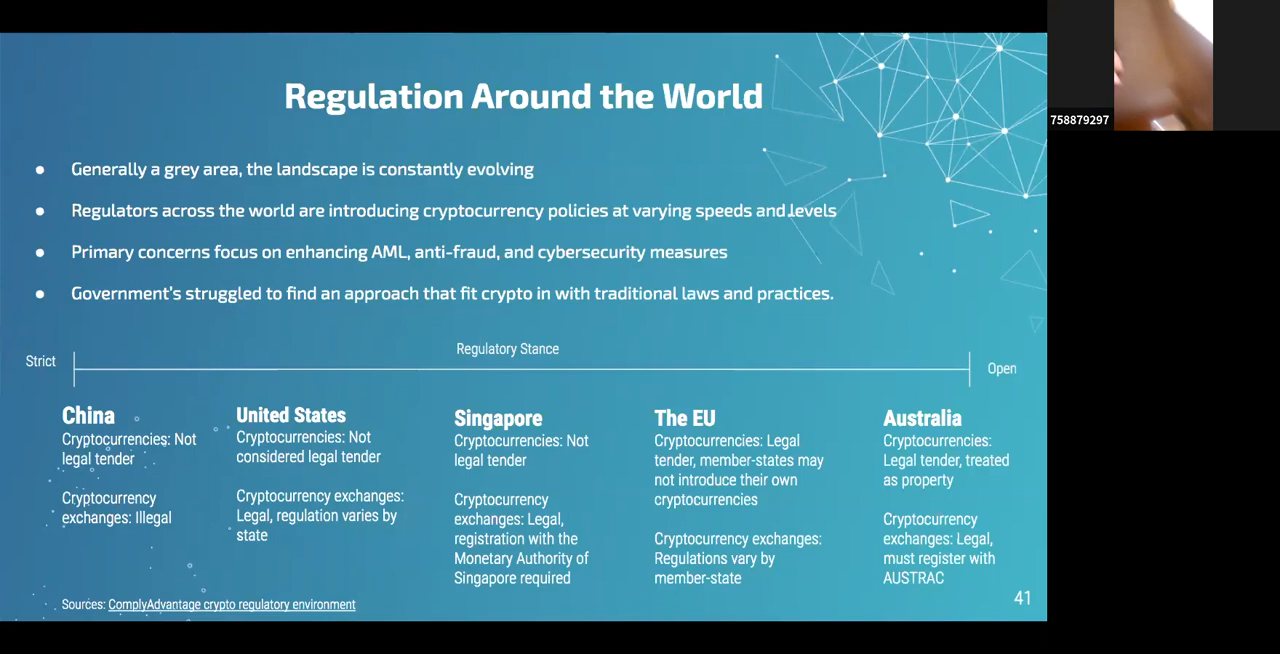 Regulation Around the World
758879297
Generally a grey area, the landscape is constantly evolving
Regulators across the world are introducing cryptocurrency policies at varying speeds and levels
Primary concerns focus on enhancing AML, anti-fraud, and cybersecurity measures
Government's struggled to find an approach that fit crypto in with traditional laws and practices.
Regulatory Stance
Strict
Open
China
Cryptocurrencies: Not
legal tender
Cryptocurrency
exchanges: Illegal
United States
Cryptocurrencies: Not
considered legal tender
Cryptocurrency exchanges:
Legal, regulation varies by
state
Singapore
Cryptocurrencies: Not
legal tender
Cryptocurrency
exchanges: Legal,
registration with the
Monetary Authority of
Singapore required
The EU
Cryptocurrencies: Legal
tender, member-states may
not introduce their own
cryptocurrencies
Cryptocurrency exchanges:
Regulations vary by
member-state
Australia
Cryptocurrencies:
Legal tender, treated
as property
Cryptocurrency
exchanges: Legal,
must register with
AUSTRAC
Sources: ComplyAdvantage crypto regulatory environment
41